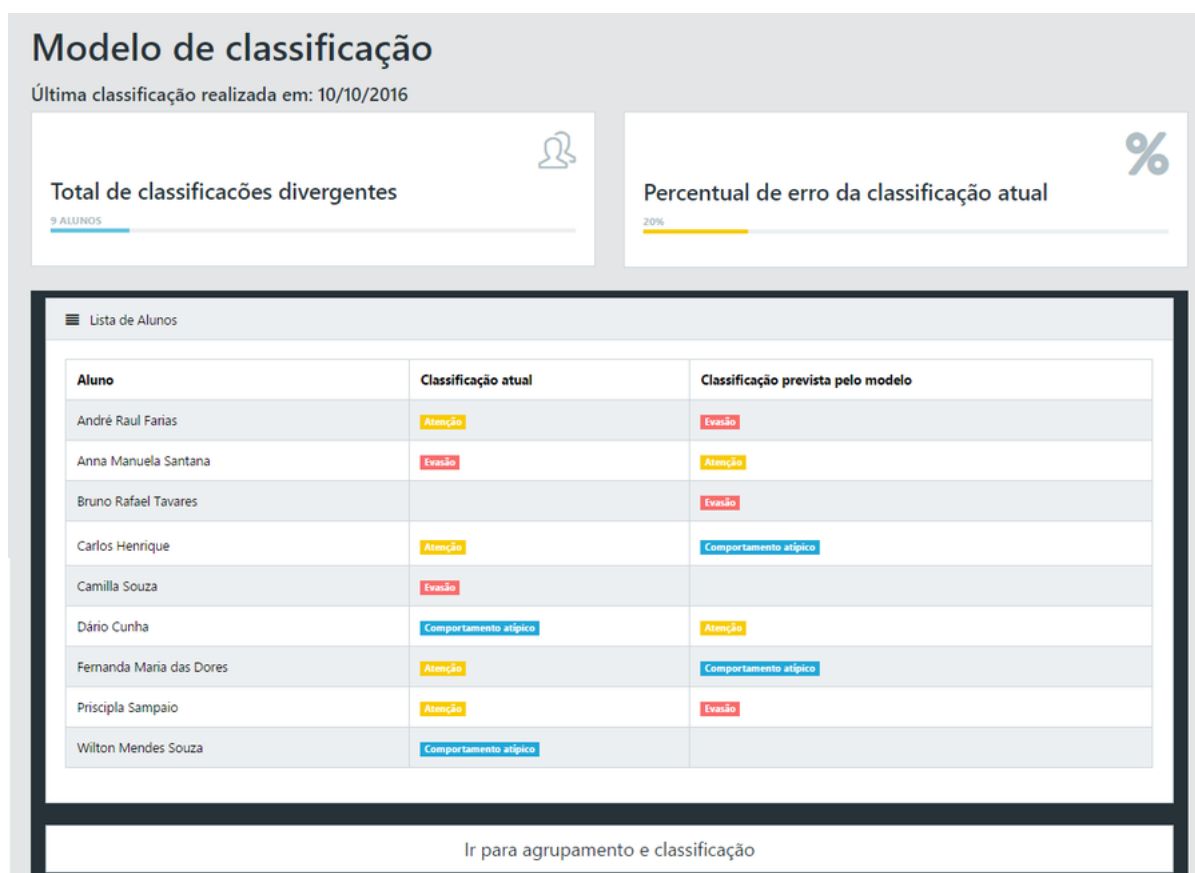 Modelo de classificação
Última classificação realizada em: 10/10/2016
Total de classificacões divergentes
9 ALUNOS
%
Percentual de erro da classificação atual
20%
Lista de Alunos
Aluno Classificação atual Classificação prevista pelo modelo
André Raul Farias Atenção Evasão
Anna Manuela Santana Evasão Atenção
Bruno Rafael Tavares Evasão
Carlos Henrique Atenção Comportamento atípico
Camilla Souza Evasão
Dário Cunha Comportamento atípico Atenção
Fernanda Maria das Dores Atenção Comportamento atípico
Priscipla Sampaio Atenção Evasão
Wilton Mendes Souza Comportamento atípico
Ir para agrupamento e classificação